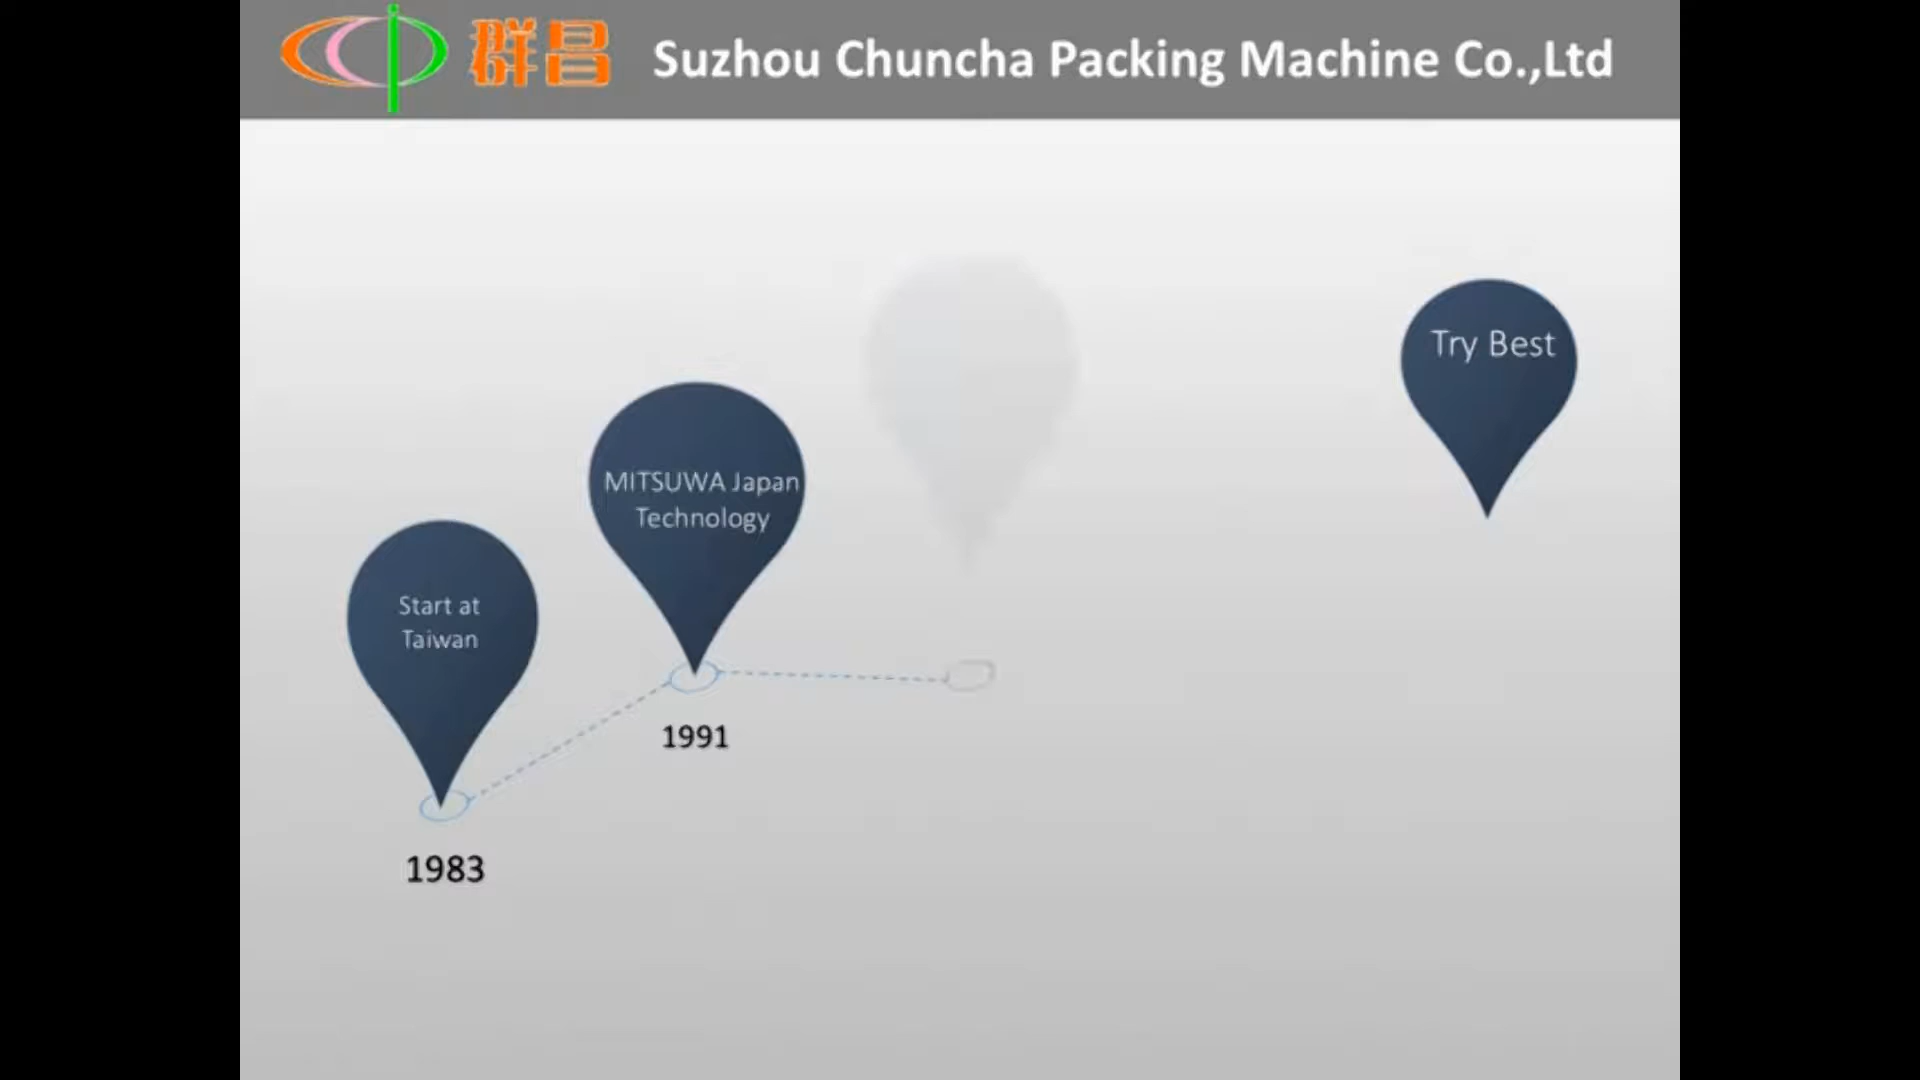 群昌 Suzhou Chuncha Packing Machine Co.,Ltd
Try Best
MITSUWA Japan
Technology
Start at
Taiwan
1991
1983